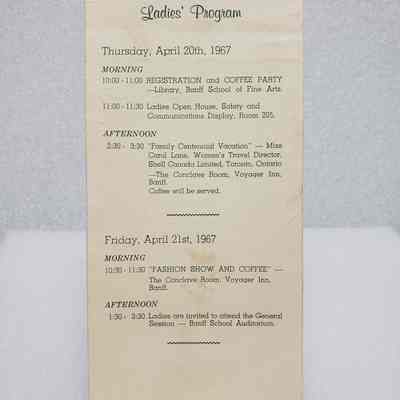 Ladies' Program
Thursday, April 20th, 1967
MORNING
10:00 - 11:00 REGISTRATION and COFFEE PARTY
—Library, Banff School of Fine Arts.
11:00 - 11:30 Ladies Open House, Safety and
Communications Display, Room 205.
AFTERNOON
2:30 - 3:30 "Family Centennial Vacation" — Miss
Carol Lane, Women's Travel Director,
Shell Canada Limited, Toronto, Ontario
—The Conclave Room, Voyager Inn,
Banff.
Coffee will be served.
Friday, April 21st, 1967
MORNING
10:30 - 11:30 "FASHION SHOW AND COFFEE" —
The Conclave Room, Voyager Inn,
Banff.
AFTERNOON
1:30 - 3:30 Ladies are invited to attend the General
Session — Banff School Auditorium.